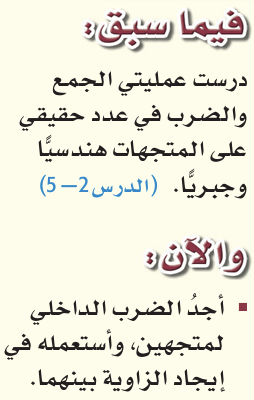 فيما سبق:
درست عمليتي الجمع
والضرب في عدد حقيقي
على المتجهات هندسيًّا
وجبريًّا. (الدرس 2–5)
والآن:
▪ أجدُ الضرب الداخلي
لمتجهين، وأستعمله في
إيجاد الزاوية بينهما.